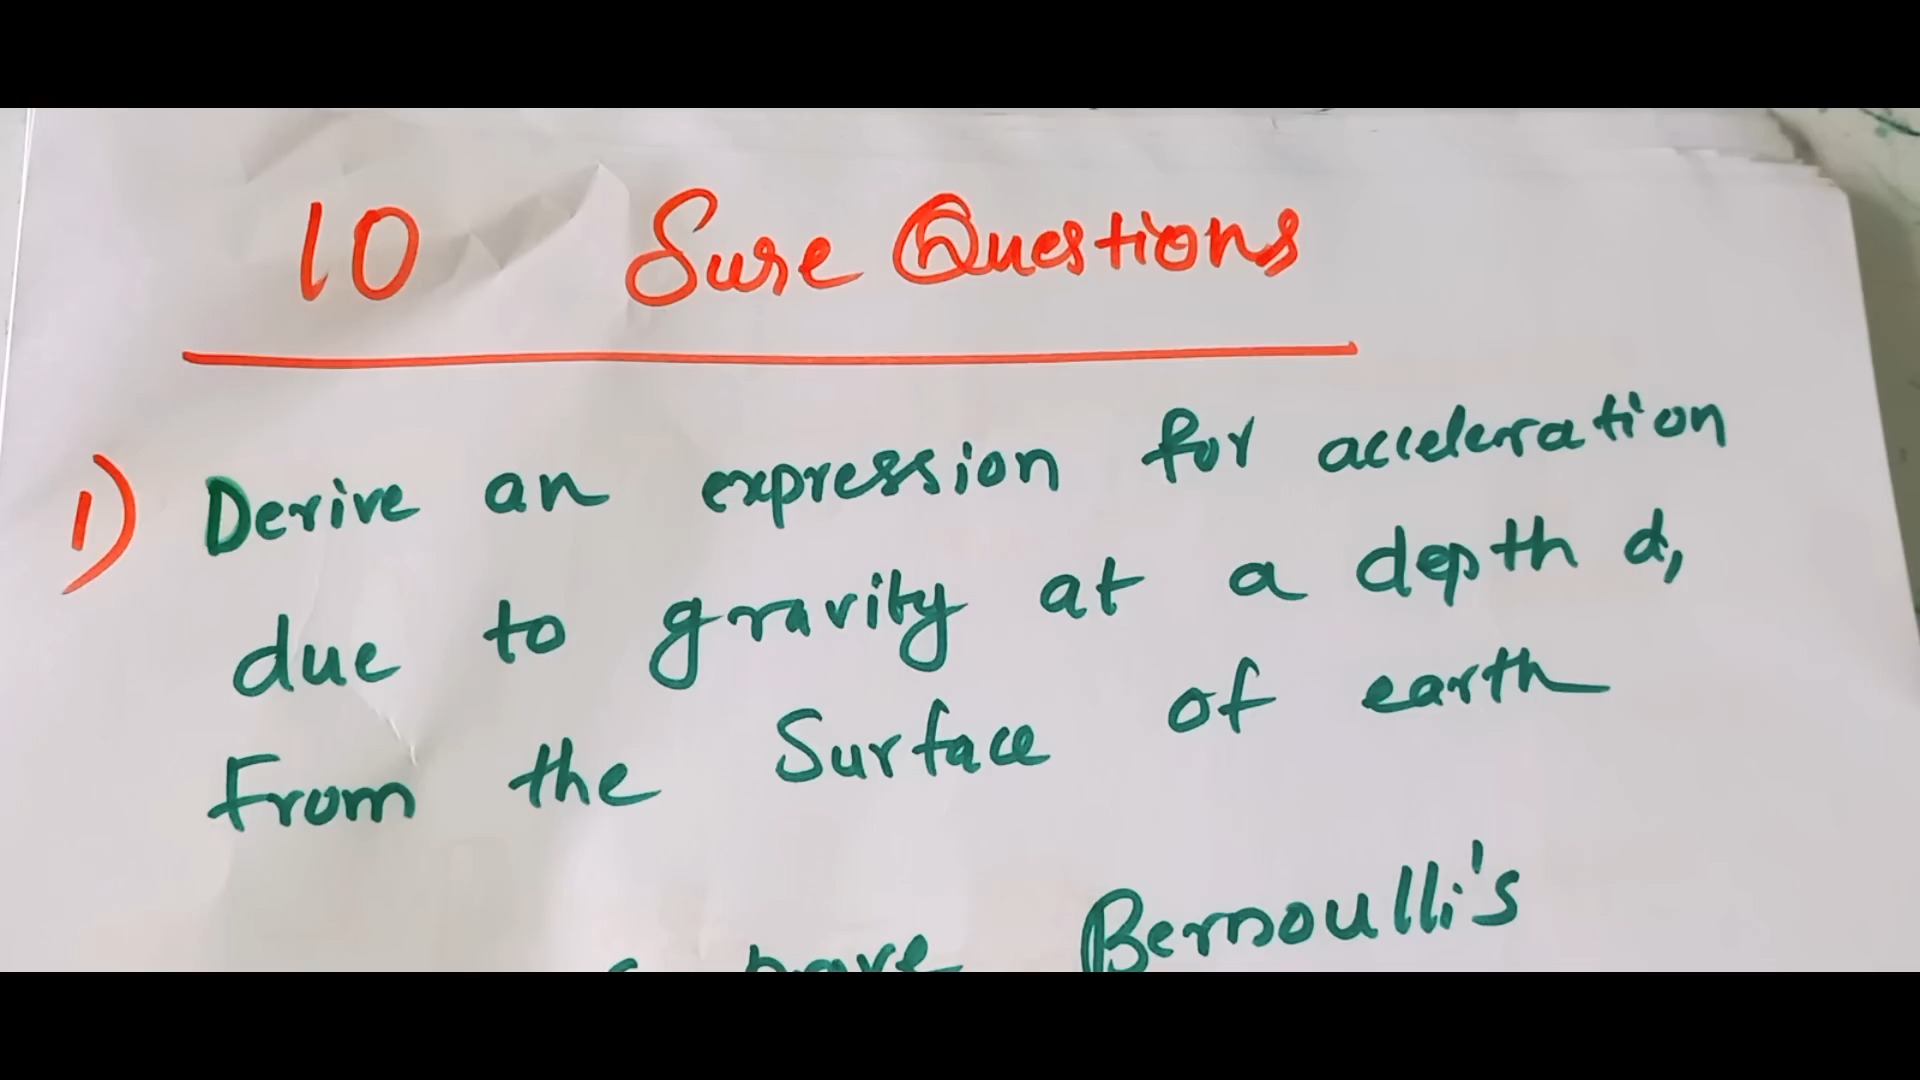 10 Sure Questions
1) Derive an expression for acceleration
due to gravity at a depth d,
From the Surface of earth
prove Bernoulli's